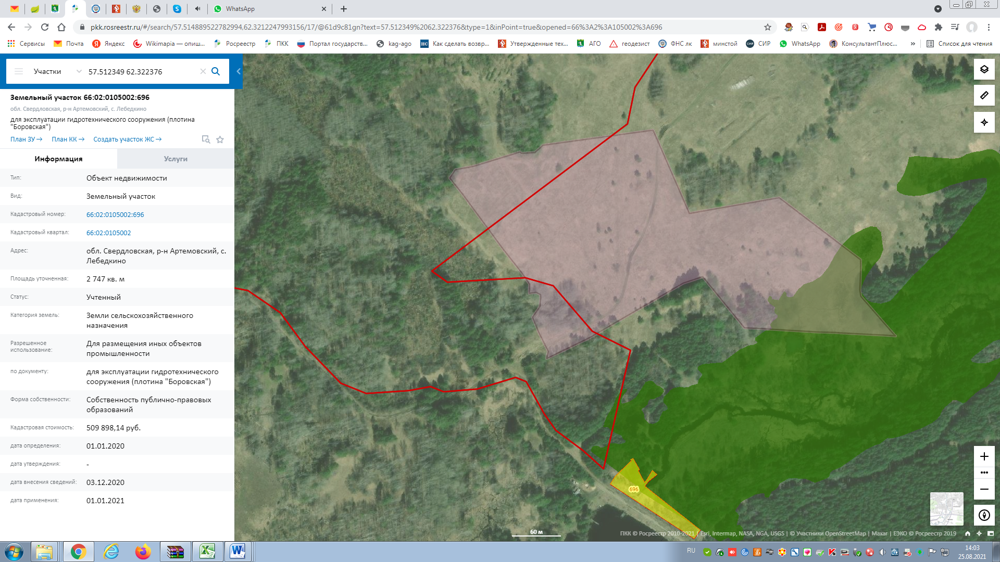 WhatsApp
pkk.rosreestr.ru/#/search/57.514889522782994,62.3212247993156/17/@61d9c81gn?text=57.512349%2062.322376&type=1&inPoint=true&opened=66%3A2%3A105002%3A696
Сервисы Почта Яндекс Wikimapia — опиш... Росреестр ПКК Портал государств... kag-ago Как сделать возвр... Утвержденные тех... АГО геодезист ФНС лк минстой СИР WhatsApp КонсультантПлюс... » Список для чтения
Участки 57.512349 62.322376
Земельный участок 66:02:0105002:696
обл. Свердловская, р-н Артемовский, с. Лебедкино
для эксплуатации гидротехнического сооружения (плотина
"Боровская")
План ЗУ → План КК → Создать участок ЖС →
Информация Услуги
Тип: Объект недвижимости
Вид: Земельный участок
Кадастровый номер: 66:02:0105002:696
Кадастровый квартал: 66:02:0105002
Адрес: обл. Свердловская, р-н Артемовский, с.
Лебедкино
Площадь уточненная: 2 747 кв. м
Статус: Учтенный
Категория земель: Земли сельскохозяйственного
назначения
Разрешенное использование: Для размещения иных объектов
промышленности
по документу: для эксплуатации гидротехнического
сооружения (плотина "Боровская")
Форма собственности: Собственность публично-правовых
образований
Кадастровая стоимость: 509 898,14 руб.
дата определения: 01.01.2020
дата утверждения: -
дата внесения сведений: 03.12.2020
дата применения: 01.01.2021
696
60 м
ПКК © Росреестр 2010-2021 | Esri, Intermap, NASA, NGA, USGS | © Участники OpenStreetMap | Maxar | ЕЭКО © Росреестр 2019
RU
14:03
25.08.2021